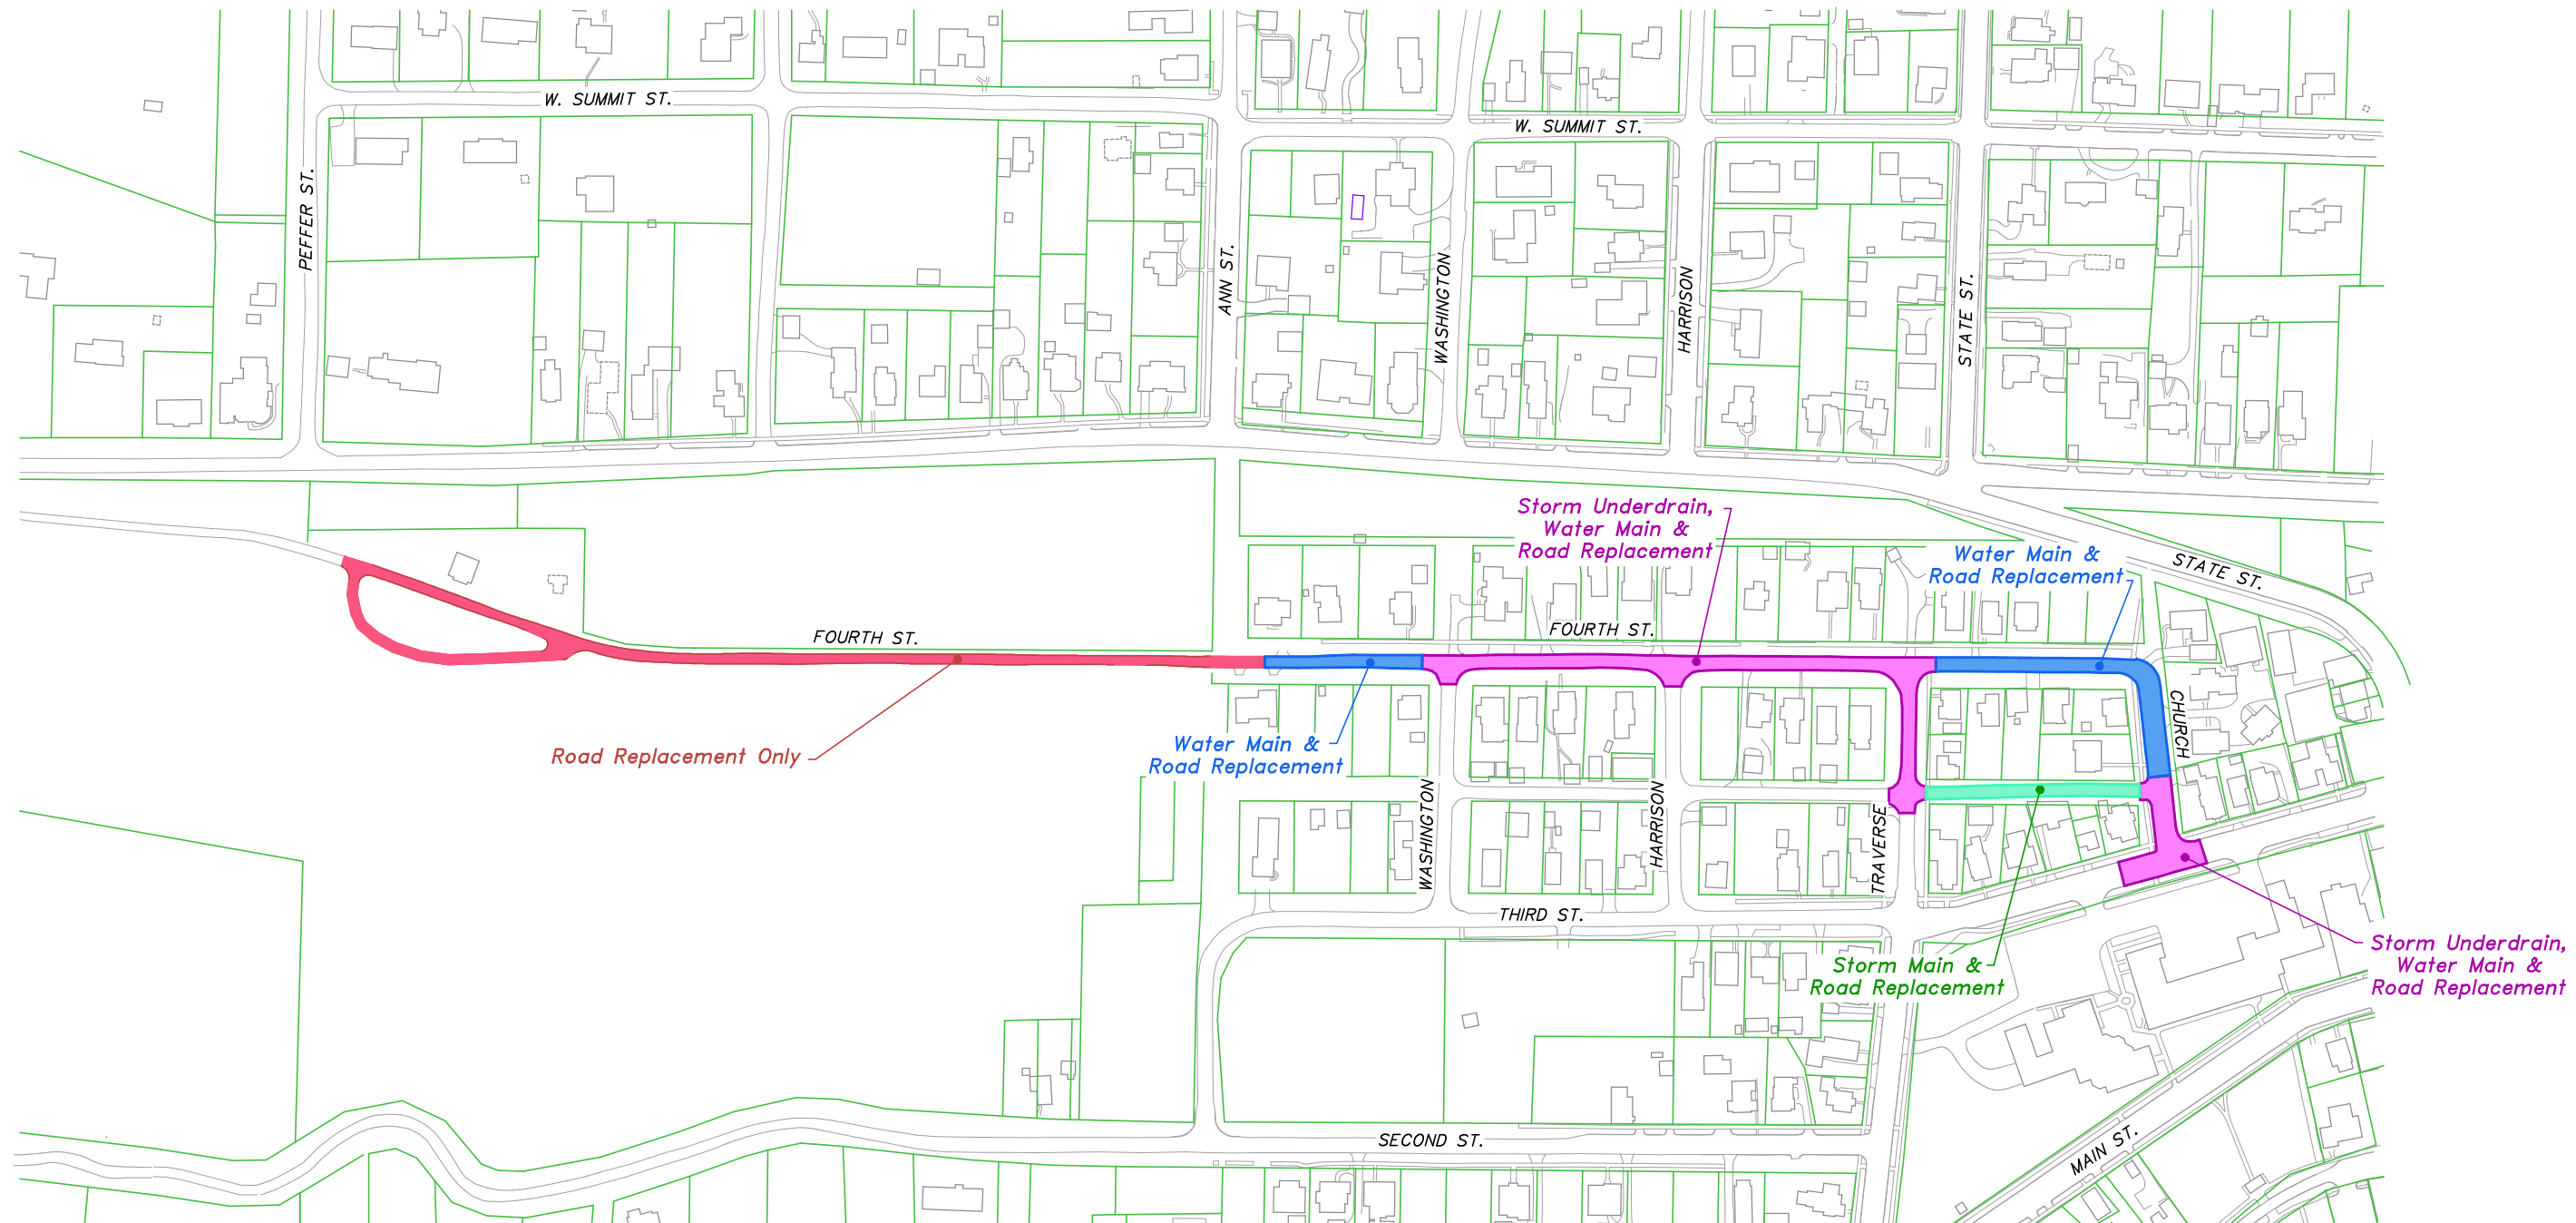 W. SUMMIT ST.
W. SUMMIT ST.
PEFFER ST.
ANN ST.
WASHINGTON
HARRISON
STATE ST.
Storm Underdrain,
Water Main &
Road Replacement
Water Main &
Road Replacement
STATE ST.
FOURTH ST.
FOURTH ST.
CHURCH
Road Replacement Only
Water Main &
Road Replacement
WASHINGTON
HARRISON
TRAVERSE
THIRD ST.
Storm Main &
Road Replacement
Storm Underdrain,
Water Main &
Road Replacement
SECOND ST.
MAIN ST.